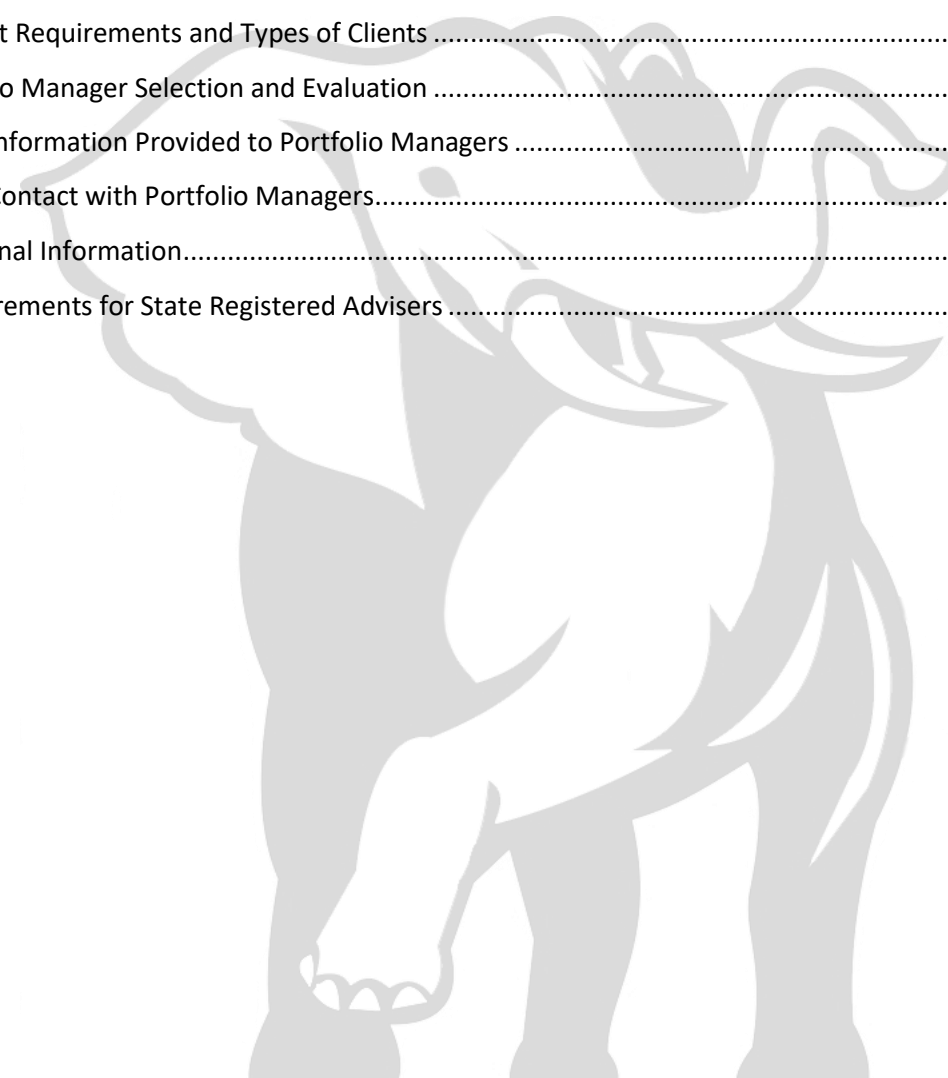 t Requirements and Types of Clients ....................................................................................
o Manager Selection and Evaluation ....................................................................................
nformation Provided to Portfolio Managers ......................................................................
Contact with Portfolio Managers...........................................................................................
nal Information.......................................................................................................................
rements for State Registered Advisers .................................................................................